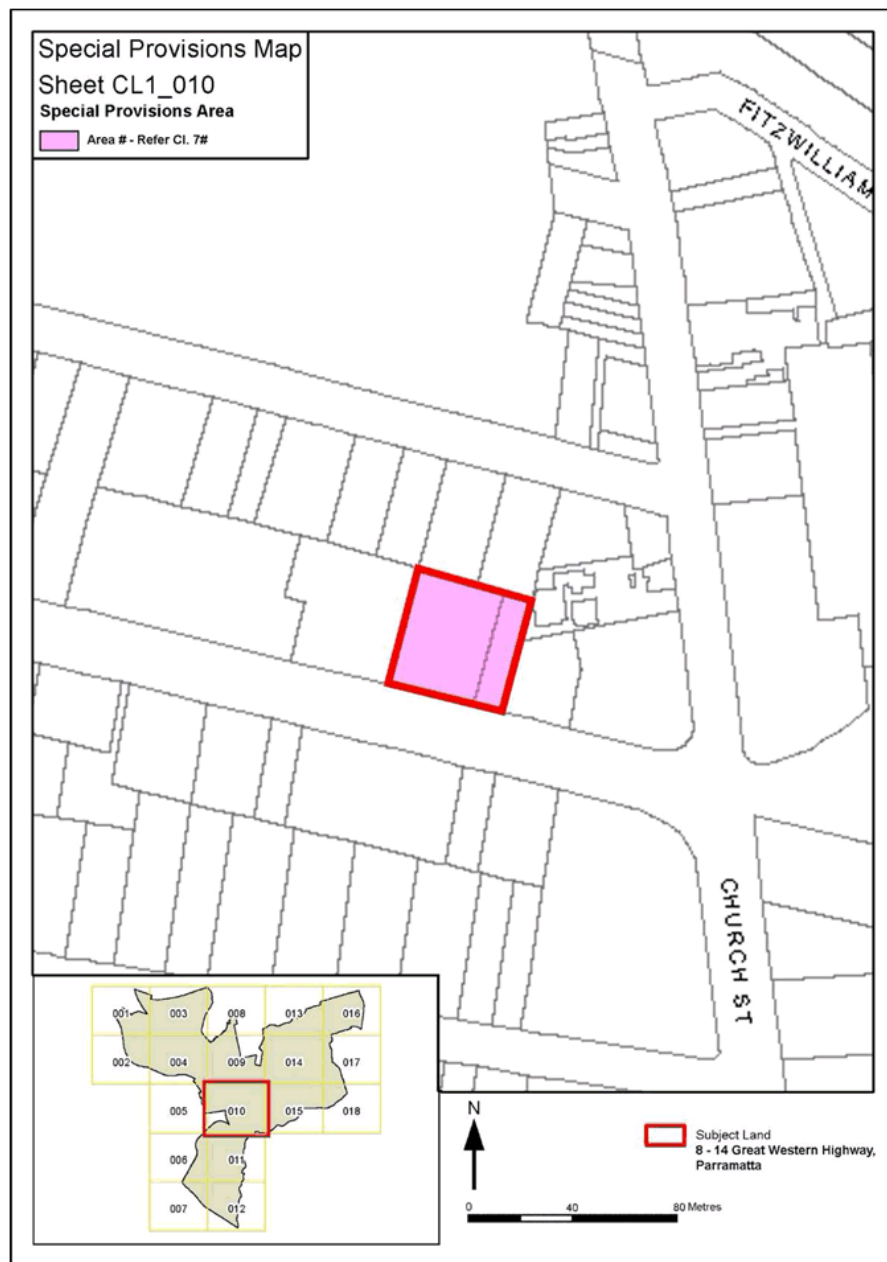 Special Provisions Map
Sheet CL1_010
Special Provisions Area
Area # - Refer Cl. 7#
FITZWILLIAM
CHURCH ST
001
003
008
013
016
002
004
009
014
017
005
010
015
018
006
011
007
012
N
0 40 80 Metres
Subject Land
8 - 14 Great Western Highway,
Parramatta